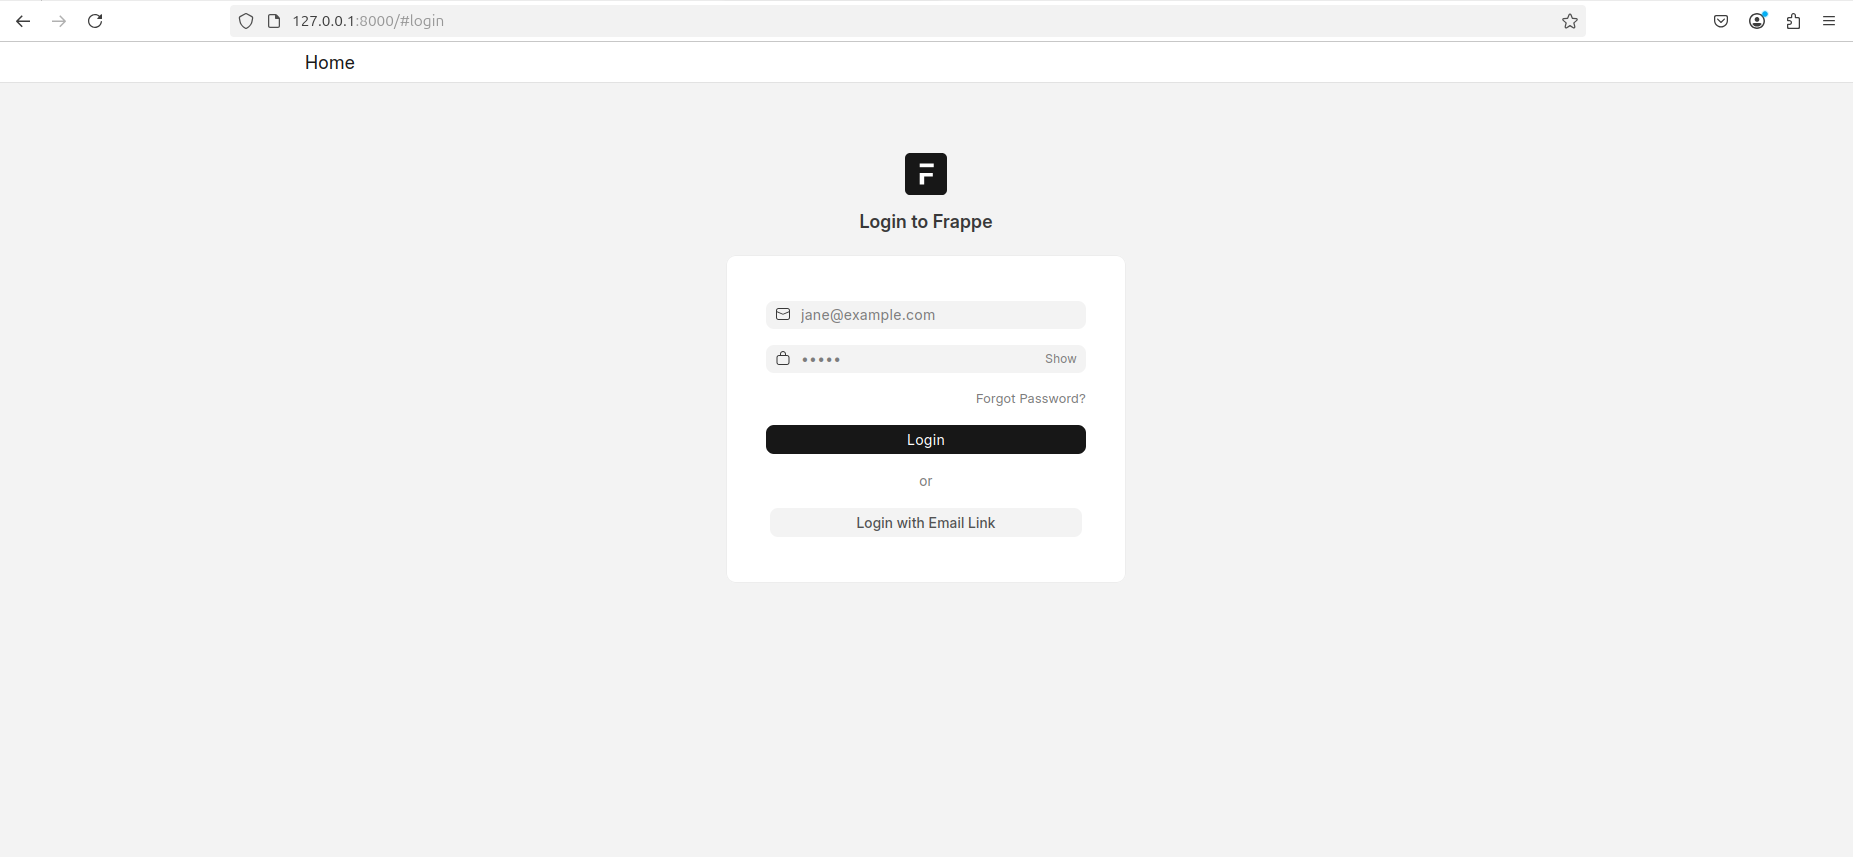 127.0.0.1:8000/#login
Home
Login to Frappe
jane@example.com
••••• Show
Forgot Password?
Login
or
Login with Email Link